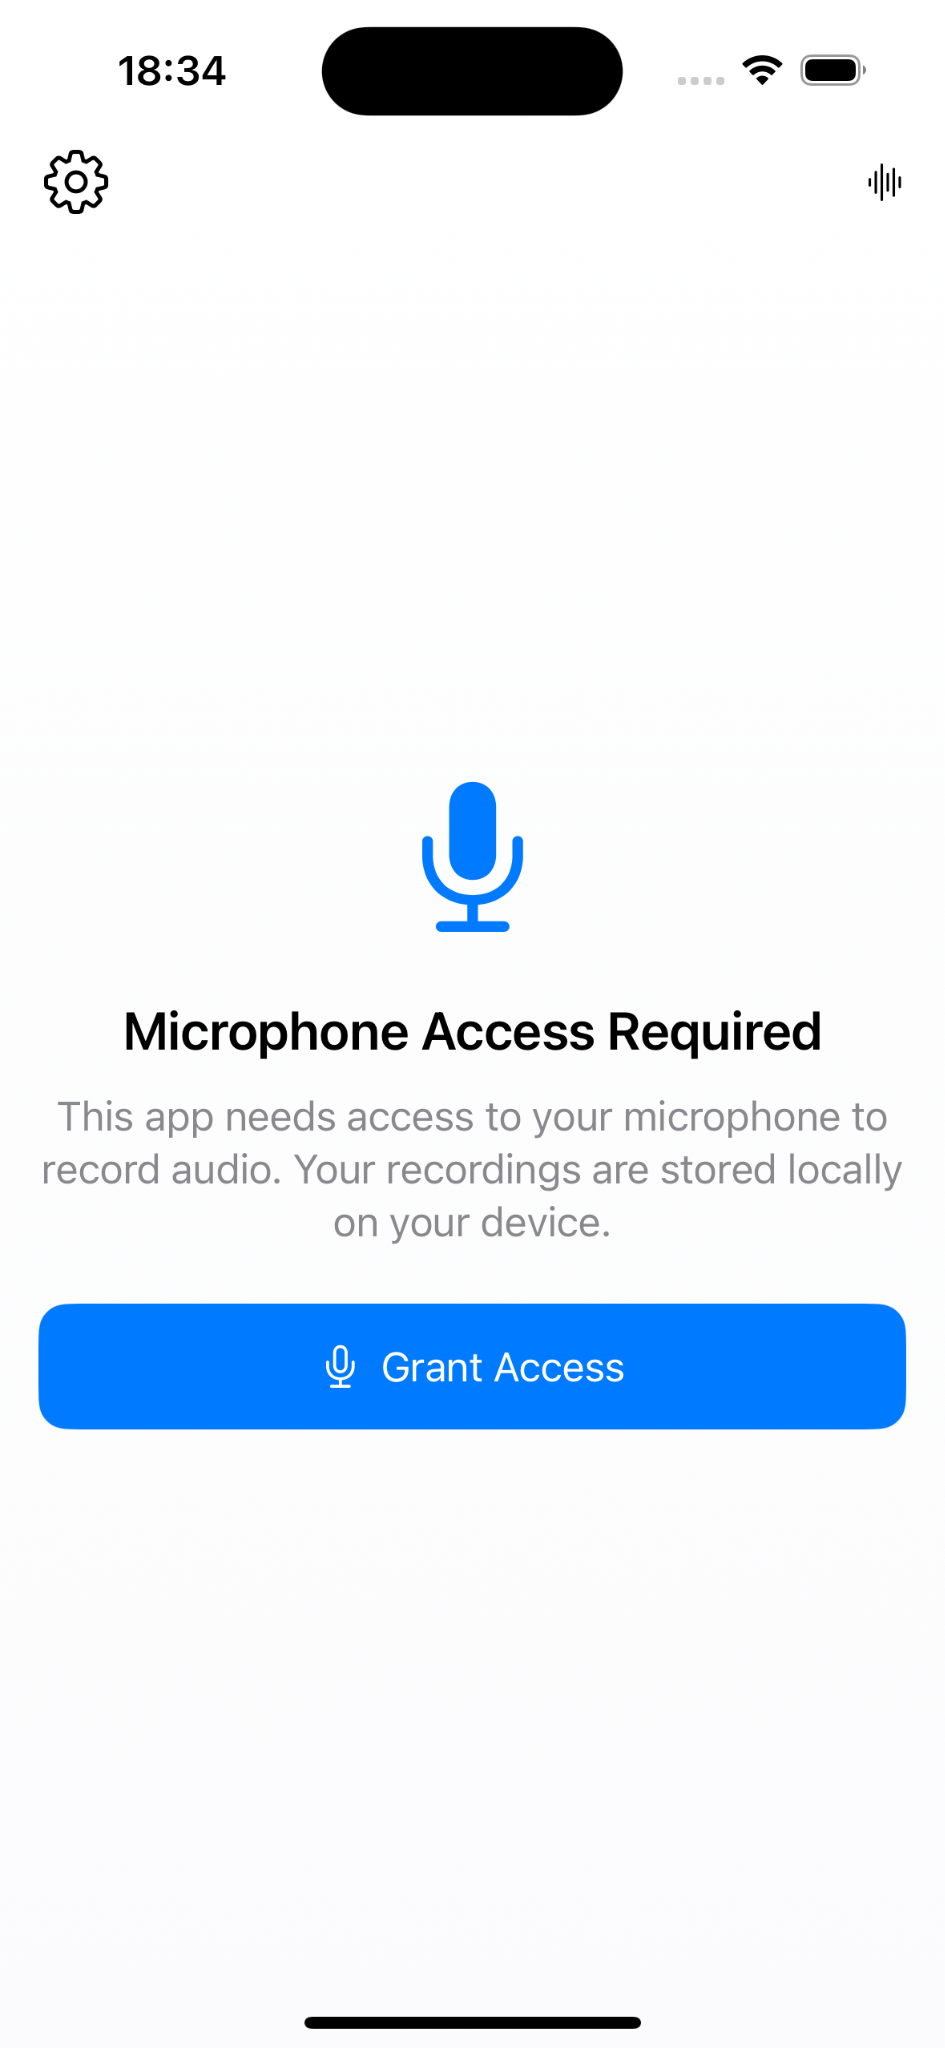 18:34
Microphone Access Required
This app needs access to your microphone to
record audio. Your recordings are stored locally
on your device.
Grant Access